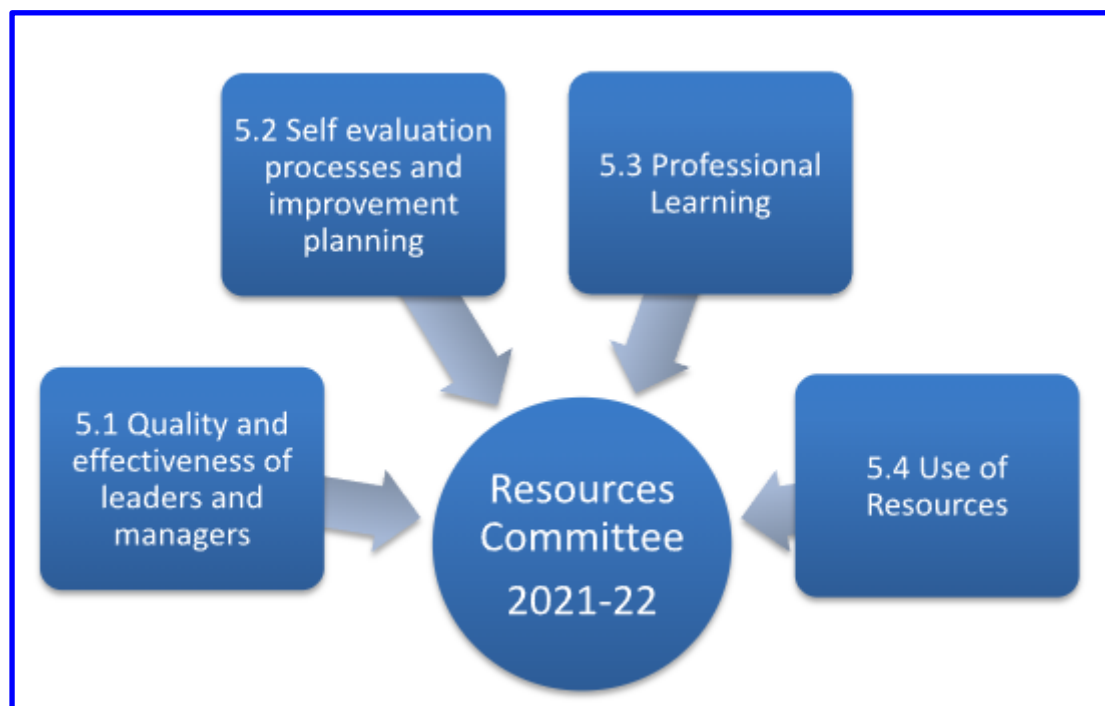 5.2 Self evaluation
processes and
improvement
planning
5.3 Professional
Learning
5.1 Quality and
effectiveness of
leaders and
managers
5.4 Use of
Resources
Resources
Committee
2021-22